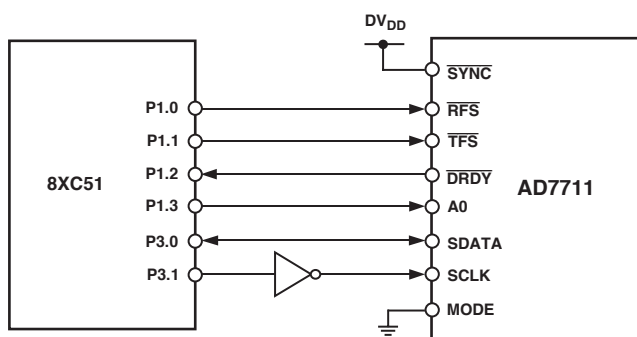 DVDD
SYNC
P1.0 RFS
P1.1 TFS
P1.2 DRDY
8XC51 AD7711
P1.3 A0
P3.0 SDATA
P3.1 SCLK
MODE